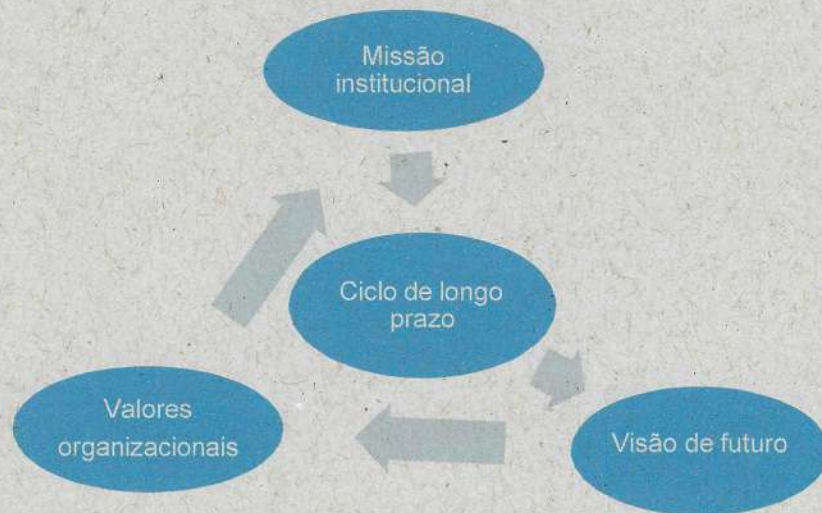 Missão
institucional
Ciclo de longo
prazo
Valores
organizacionais
Visão de futuro